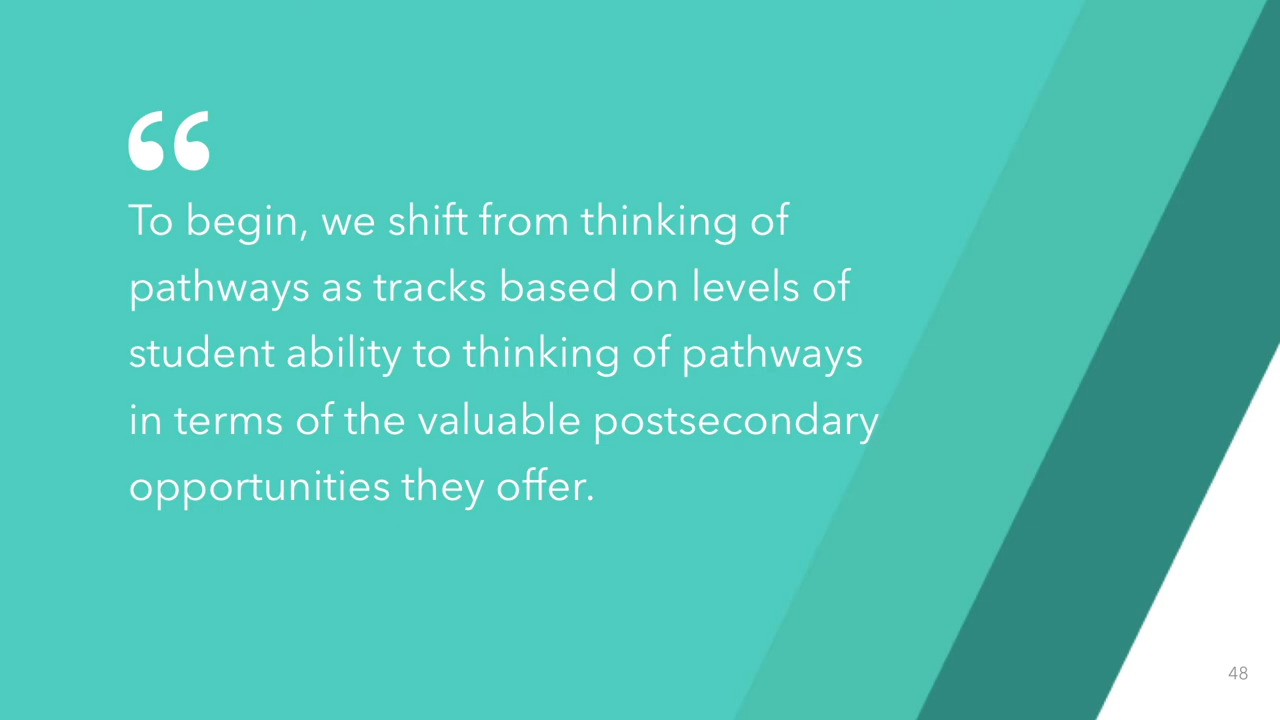 “
To begin, we shift from thinking of
pathways as tracks based on levels of
student ability to thinking of pathways
in terms of the valuable postsecondary
opportunities they offer.
48